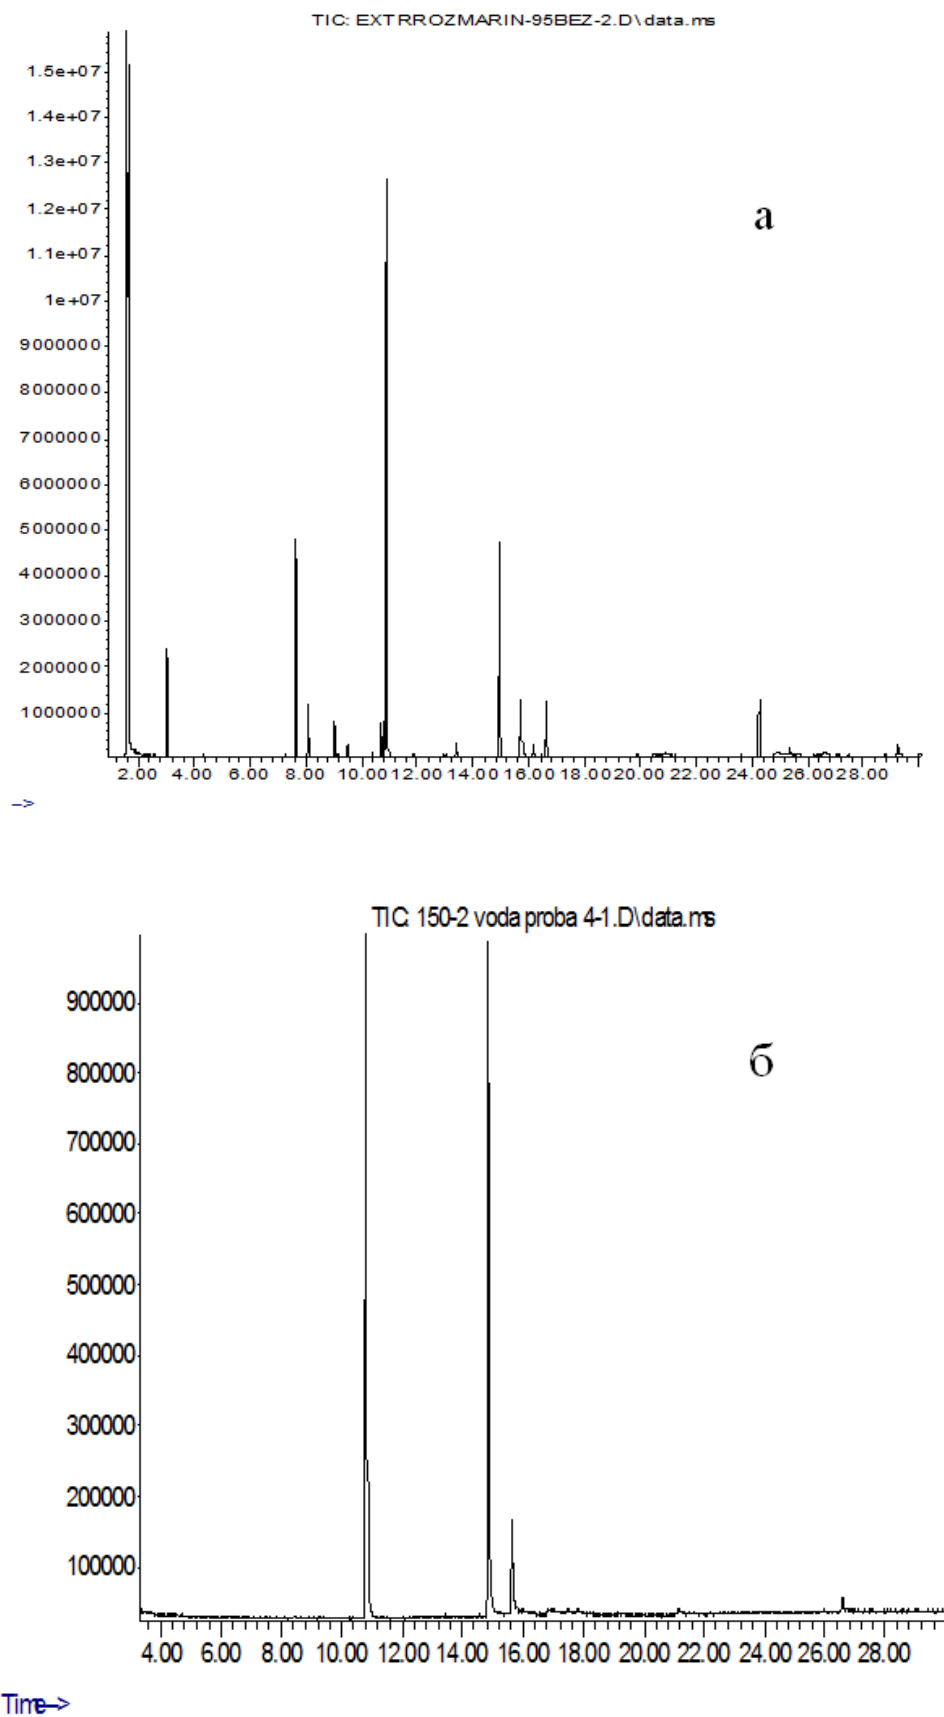 TIC: EXTRROZMARIN-95BEZ-2.D\data.ms
1.5e+07
1.4e+07
1.3e+07
1.2e+07
1.1e+07
1e+07
9000000
8000000
7000000
6000000
5000000
4000000
3000000
2000000
1000000
а
2.00 4.00 6.00 8.00 10.00 12.00 14.00 16.00 18.00 20.00 22.00 24.00 26.00 28.00
-->
TIC: 150-2 voda proba 4-1.D\data.ms
900000
800000
700000
600000
500000
400000
300000
200000
100000
б
4.00 6.00 8.00 10.00 12.00 14.00 16.00 18.00 20.00 22.00 24.00 26.00 28.00
Time-->